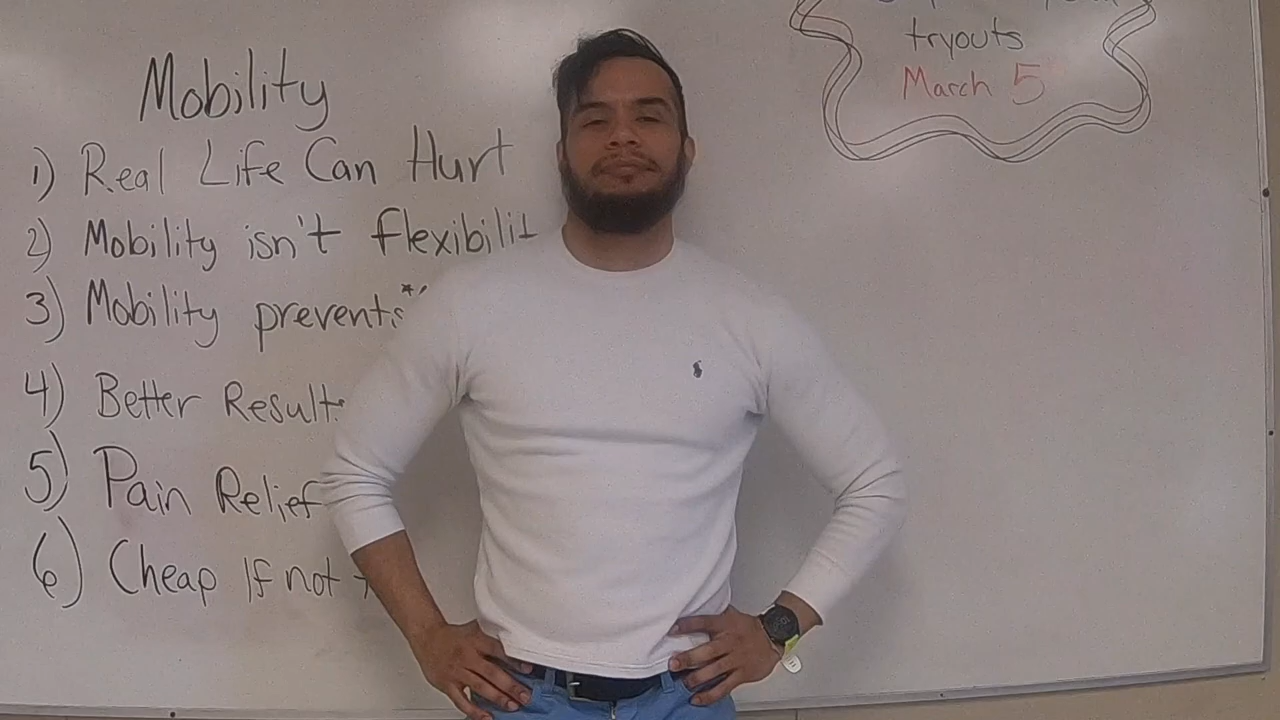 Mobility
1) Real Life Can Hurt
2) Mobility isn't flexibilit
3) Mobility prevents
4) Better Results
5) Pain Relief
6) Cheap If not
tryouts
March 5